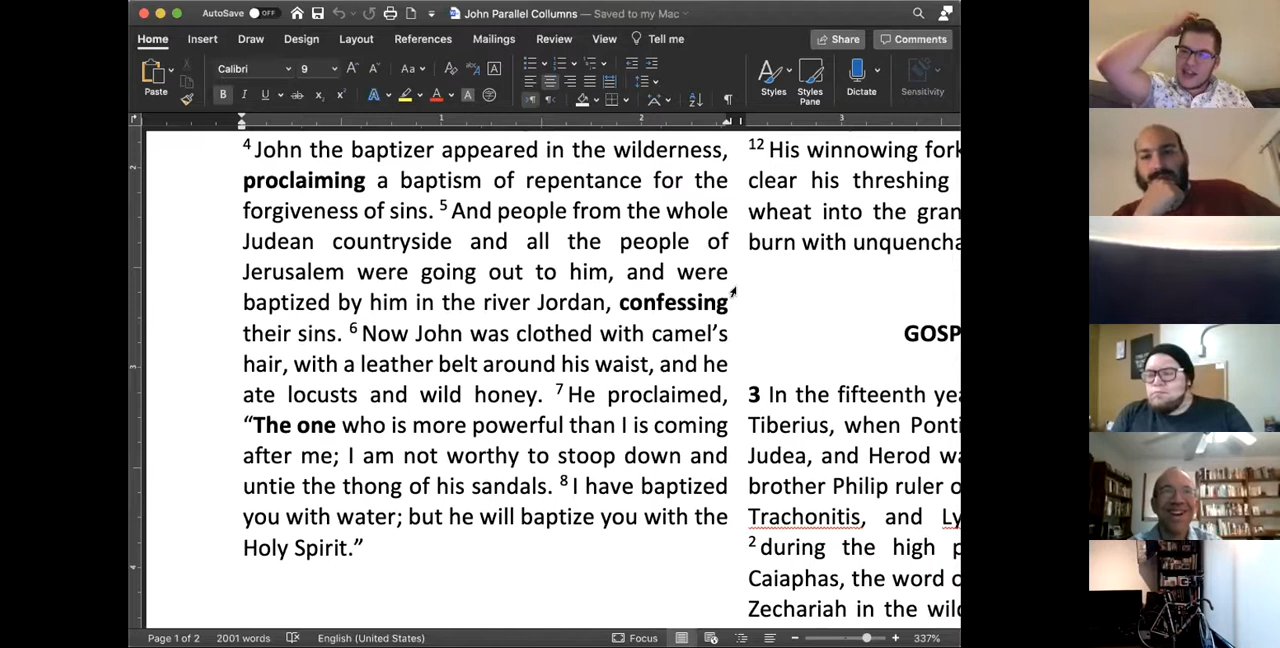 AutoSave OFF John Parallel Collumns — Saved to my Mac
Home Insert Draw Design Layout References Mailings Review View Tell me Share Comments
Paste Calibri 9 Aa Styles Styles Pane Dictate Sensitivity
1 2 3
4 John the baptizer appeared in the wilderness,
proclaiming a baptism of repentance for the
forgiveness of sins. 5 And people from the whole
Judean countryside and all the people of
Jerusalem were going out to him, and were
baptized by him in the river Jordan, confessing
their sins. 6 Now John was clothed with camel’s
hair, with a leather belt around his waist, and he
ate locusts and wild honey. 7 He proclaimed,
“The one who is more powerful than I is coming
after me; I am not worthy to stoop down and
untie the thong of his sandals. 8 I have baptized
you with water; but he will baptize you with the
Holy Spirit.”
12 His winnowing fork
clear his threshing
wheat into the gran
burn with unquencha
GOSP
3 In the fifteenth yea
Tiberius, when Ponti
Judea, and Herod wa
brother Philip ruler o
Trachonitis, and Ly
2 during the high p
Caiaphas, the word o
Zechariah in the wild
Page 1 of 2 2001 words English (United States) Focus 337%